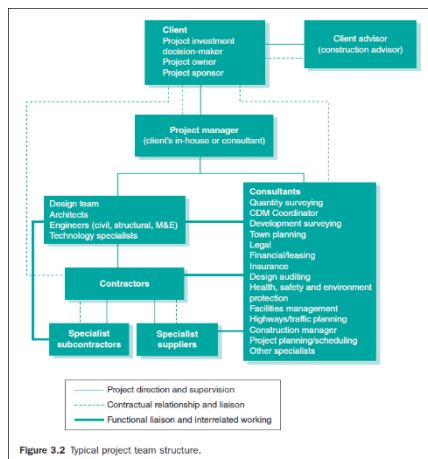 Client
Project investment
decision-maker
Project owner
Project sponsor
Client advisor
(construction advisor)
Project manager
(client's in-house or consultant)
Design team
Architects
Engineers (civil, structural, M&E)
Technology specialists
Consultants
Quantity surveying
CDM Coordinator
Development surveying
Town planning
Legal
Financial/leasing
Insurance
Design auditing
Health, safety and environment
protection
Facilities management
Highways/traffic planning
Construction manager
Project planning/scheduling
Other specialists
Contractors
Specialist
subcontractors
Specialist
suppliers
Project direction and supervision
Contractual relationship and liaison
Functional liaison and interrelated working
Figure 3.2 Typical project team structure.